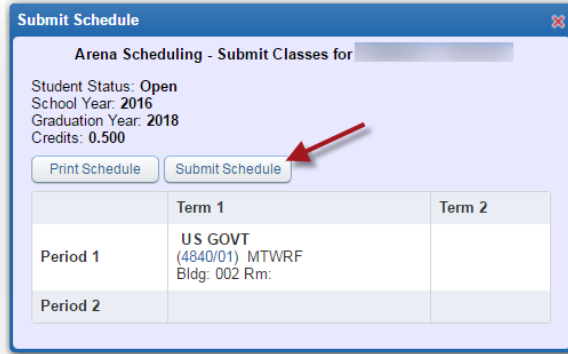 Submit Schedule
Arena Scheduling - Submit Classes for
Student Status: Open
School Year: 2016
Graduation Year: 2018
Credits: 0.500
Print Schedule Submit Schedule
Term 1 Term 2
Period 1 US GOVT
(4840/01) MTWRF
Bldg: 002 Rm:
Period 2